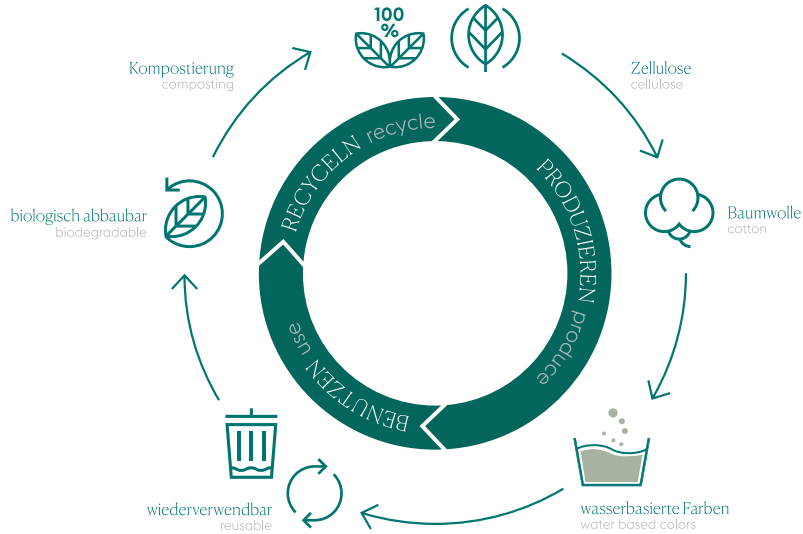 100
%
Kompostierung
composting
Zellulose
cellulose
RECYCELN recycle
PRODUZIEREN produce
biologisch abbaubar
biodegradable
Baumwolle
cotton
BENUTZEN use
wiederverwendbar
reusable
wasserbasierte Farben
water based colors